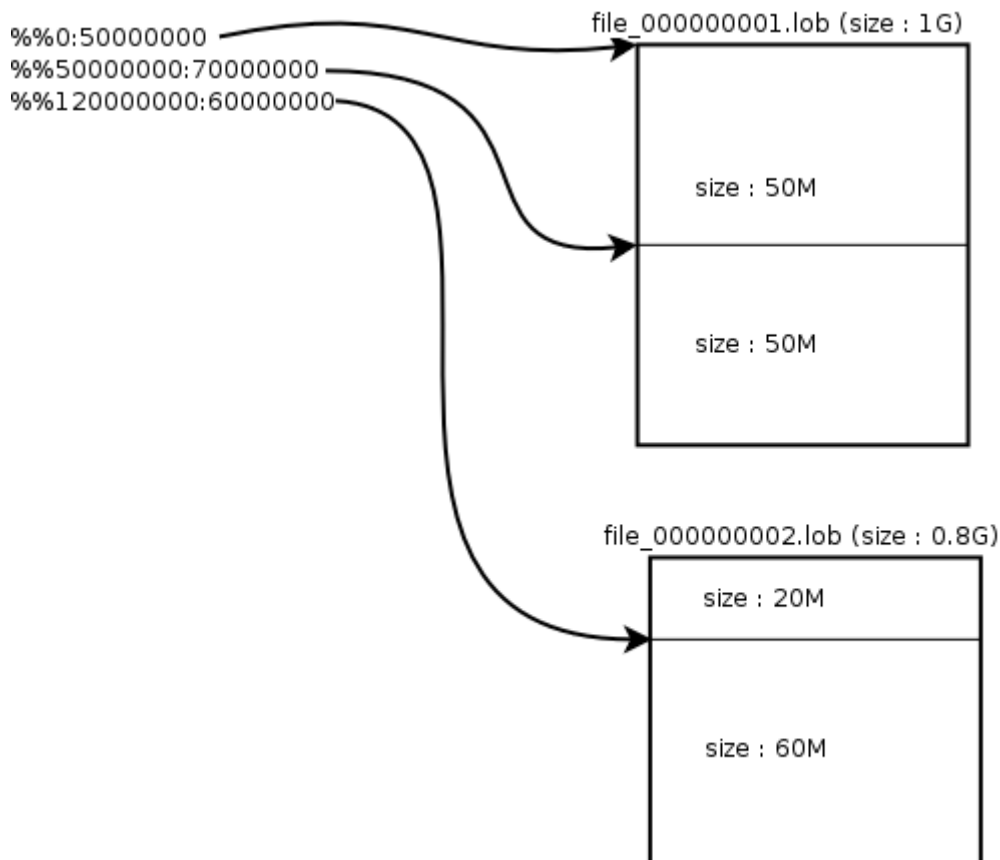 %%0:50000000
%%50000000:70000000
%%120000000:60000000
file_000000001.lob (size : 1G)
size : 50M
size : 50M
file_000000002.lob (size : 0.8G)
size : 20M
size : 60M